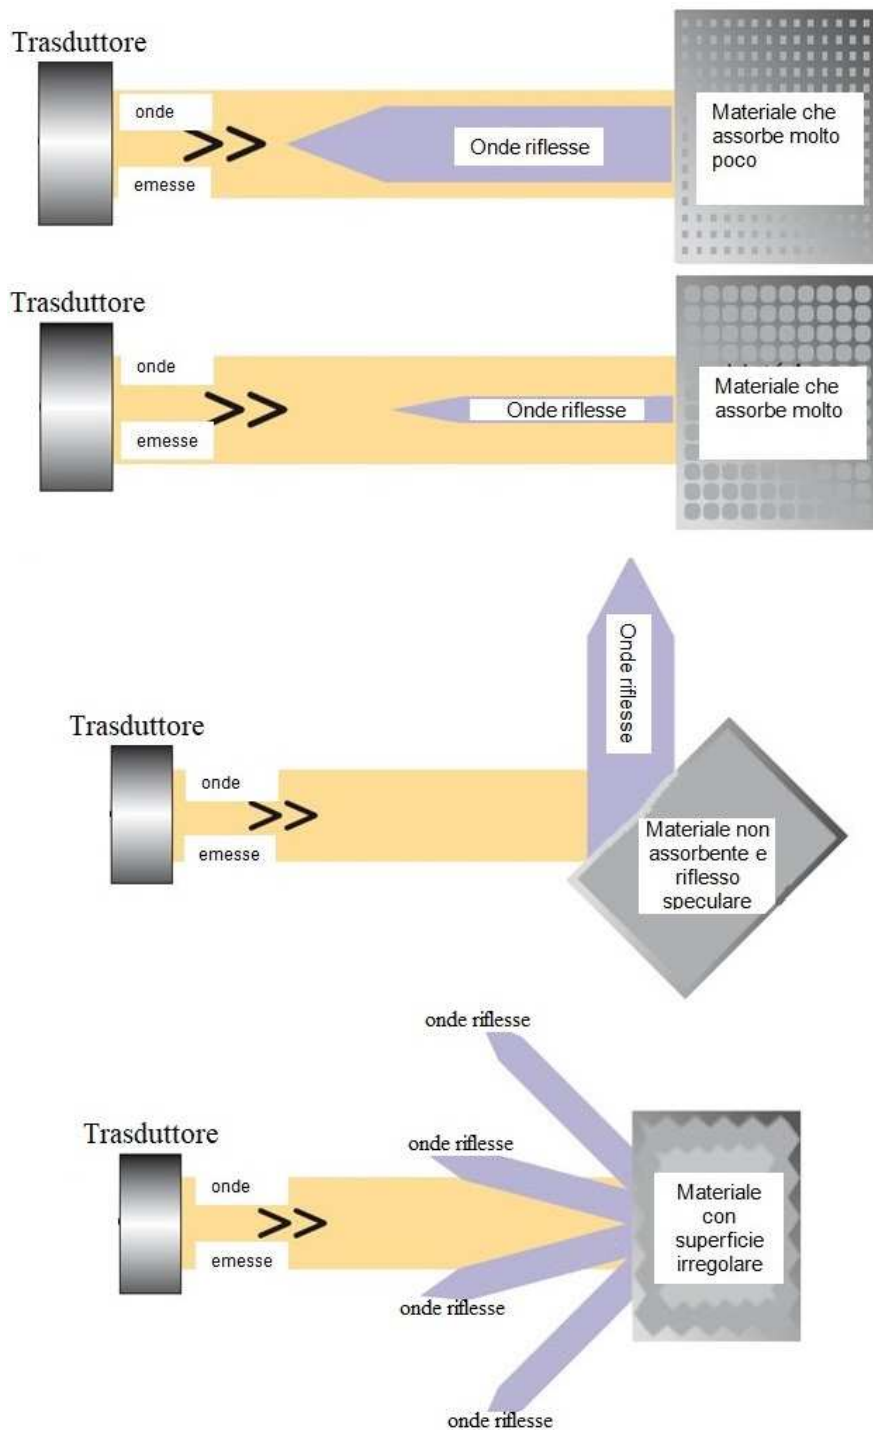 Trasduttore
onde
emesse
Onde riflesse
Materiale che
assorbe molto
poco
Trasduttore
onde
emesse
Onde riflesse
Materiale che
assorbe molto
Onde riflesse
Trasduttore
onde
emesse
Materiale non
assorbente e
riflesso
speculare
onde riflesse
Trasduttore
onde riflesse
onde
emesse
Materiale
con
superficie
irregolare
onde riflesse
onde riflesse